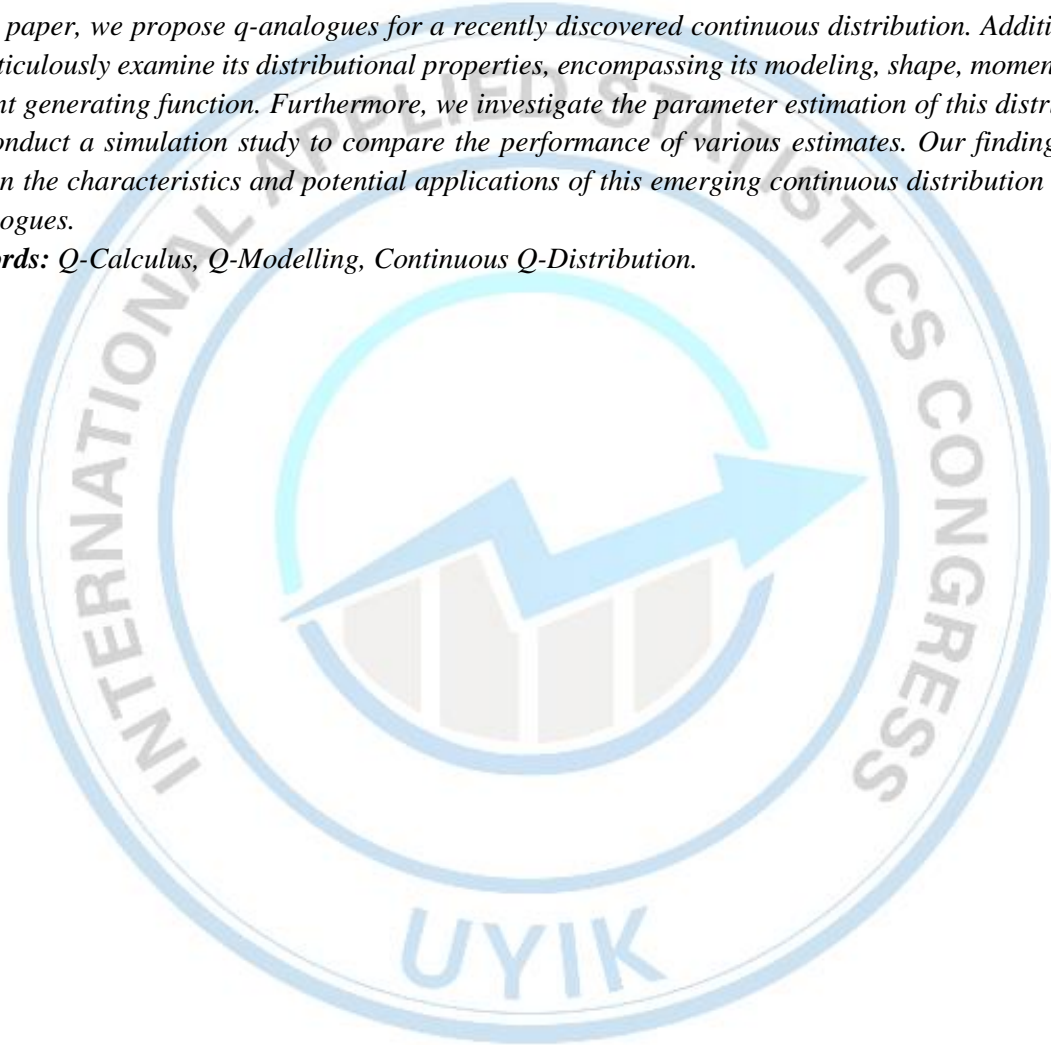 paper, we propose q-analogues for a recently discovered continuous distribution. Additi
ticulously examine its distributional properties, encompassing its modeling, shape, momen
nt generating function. Furthermore, we investigate the parameter estimation of this distr
onduct a simulation study to compare the performance of various estimates. Our finding
n the characteristics and potential applications of this emerging continuous distribution
ogues.
rds: Q-Calculus, Q-Modelling, Continuous Q-Distribution.
INTERNATIONAL APPLIED STATISTICS CONGRESS
UYIK